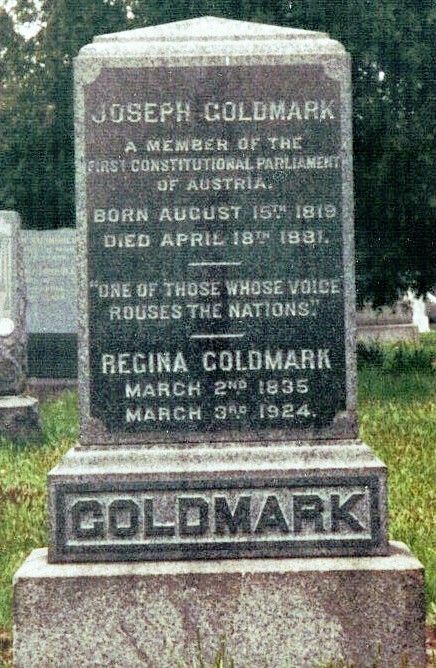 JOSEPH GOLDMARK
A MEMBER OF THE
FIRST CONSTITUTIONAL PARLIAMENT
OF AUSTRIA.
BORN AUGUST 15TH 1819
DIED APRIL 18TH 1881.
"ONE OF THOSE WHOSE VOICE
ROUSES THE NATIONS".
REGINA GOLDMARK
MARCH 2ND 1835
MARCH 3RD 1924.
GOLDMARK